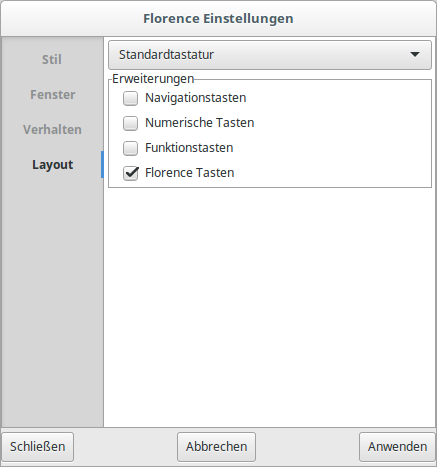 Florence Einstellungen
Stil
Fenster
Verhalten
Layout
Standardtastatur
Erweiterungen
Navigationstasten
Numerische Tasten
Funktionstasten
Florence Tasten
Schließen
Abbrechen
Anwenden